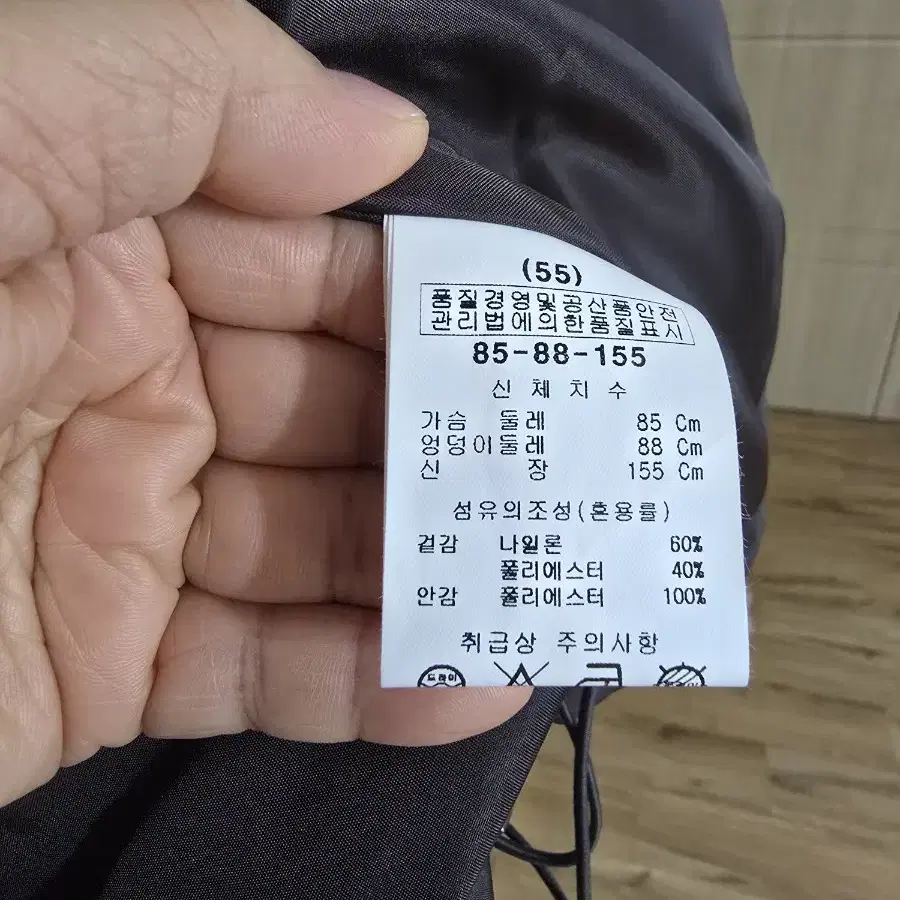 (55)
품질경영및공산품안전
관리법에의한품질표시
85-88-155
신체치수
가슴 둘레 85 Cm
엉덩이둘레 88 Cm
신 장 155 Cm
섬유의조성(혼용률)
겉감 나일론 60%
폴리에스터 40%
안감 폴리에스터 100%
취급상 주의사항
드라이